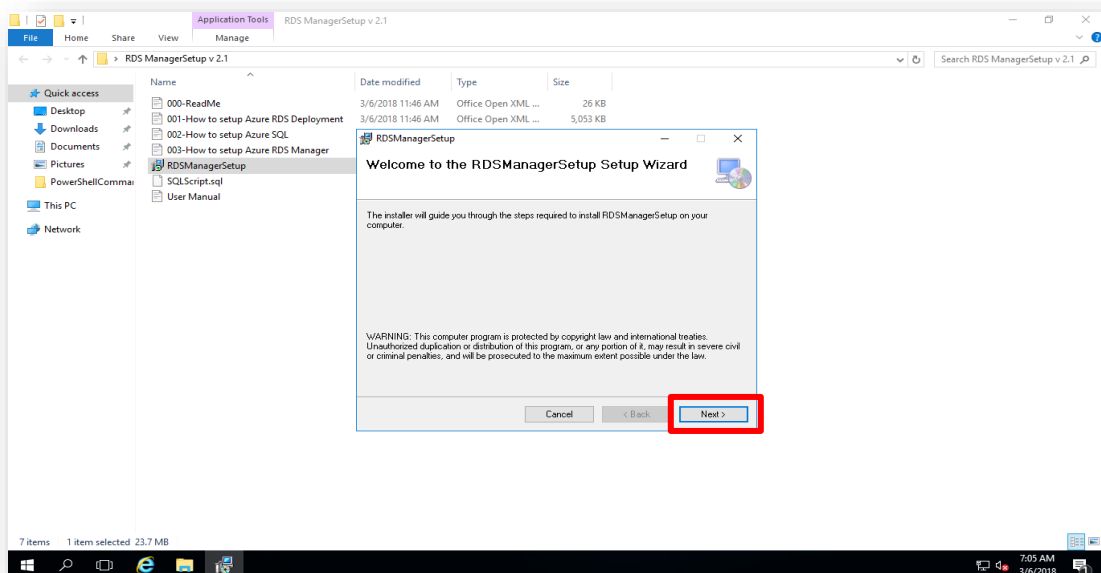 Application Tools RDS ManagerSetup v 2.1
File Home Share View Manage
RDS ManagerSetup v 2.1
Search RDS ManagerSetup v 2.1
Name Date modified Type Size
Quick access
Desktop
Downloads
Documents
Pictures
PowerShellCommar
This PC
Network
000-ReadMe 3/6/2018 11:46 AM Office Open XML ... 26 KB
001-How to setup Azure RDS Deployment 3/6/2018 11:46 AM Office Open XML ... 5,053 KB
002-How to setup Azure SQL
003-How to setup Azure RDS Manager
RDSManagerSetup
SQLScript.sql
User Manual
RDSManagerSetup
Welcome to the RDSManagerSetup Setup Wizard
The installer will guide you through the steps required to install RDSManagerSetup on your
computer.
WARNING: This computer program is protected by copyright law and international treaties.
Unauthorized duplication or distribution of this program, or any portion of it, may result in severe civil
or criminal penalties, and will be prosecuted to the maximum extent possible under the law.
Cancel < Back Next >
7 items 1 item selected 23.7 MB
7:05 AM
3/6/2018